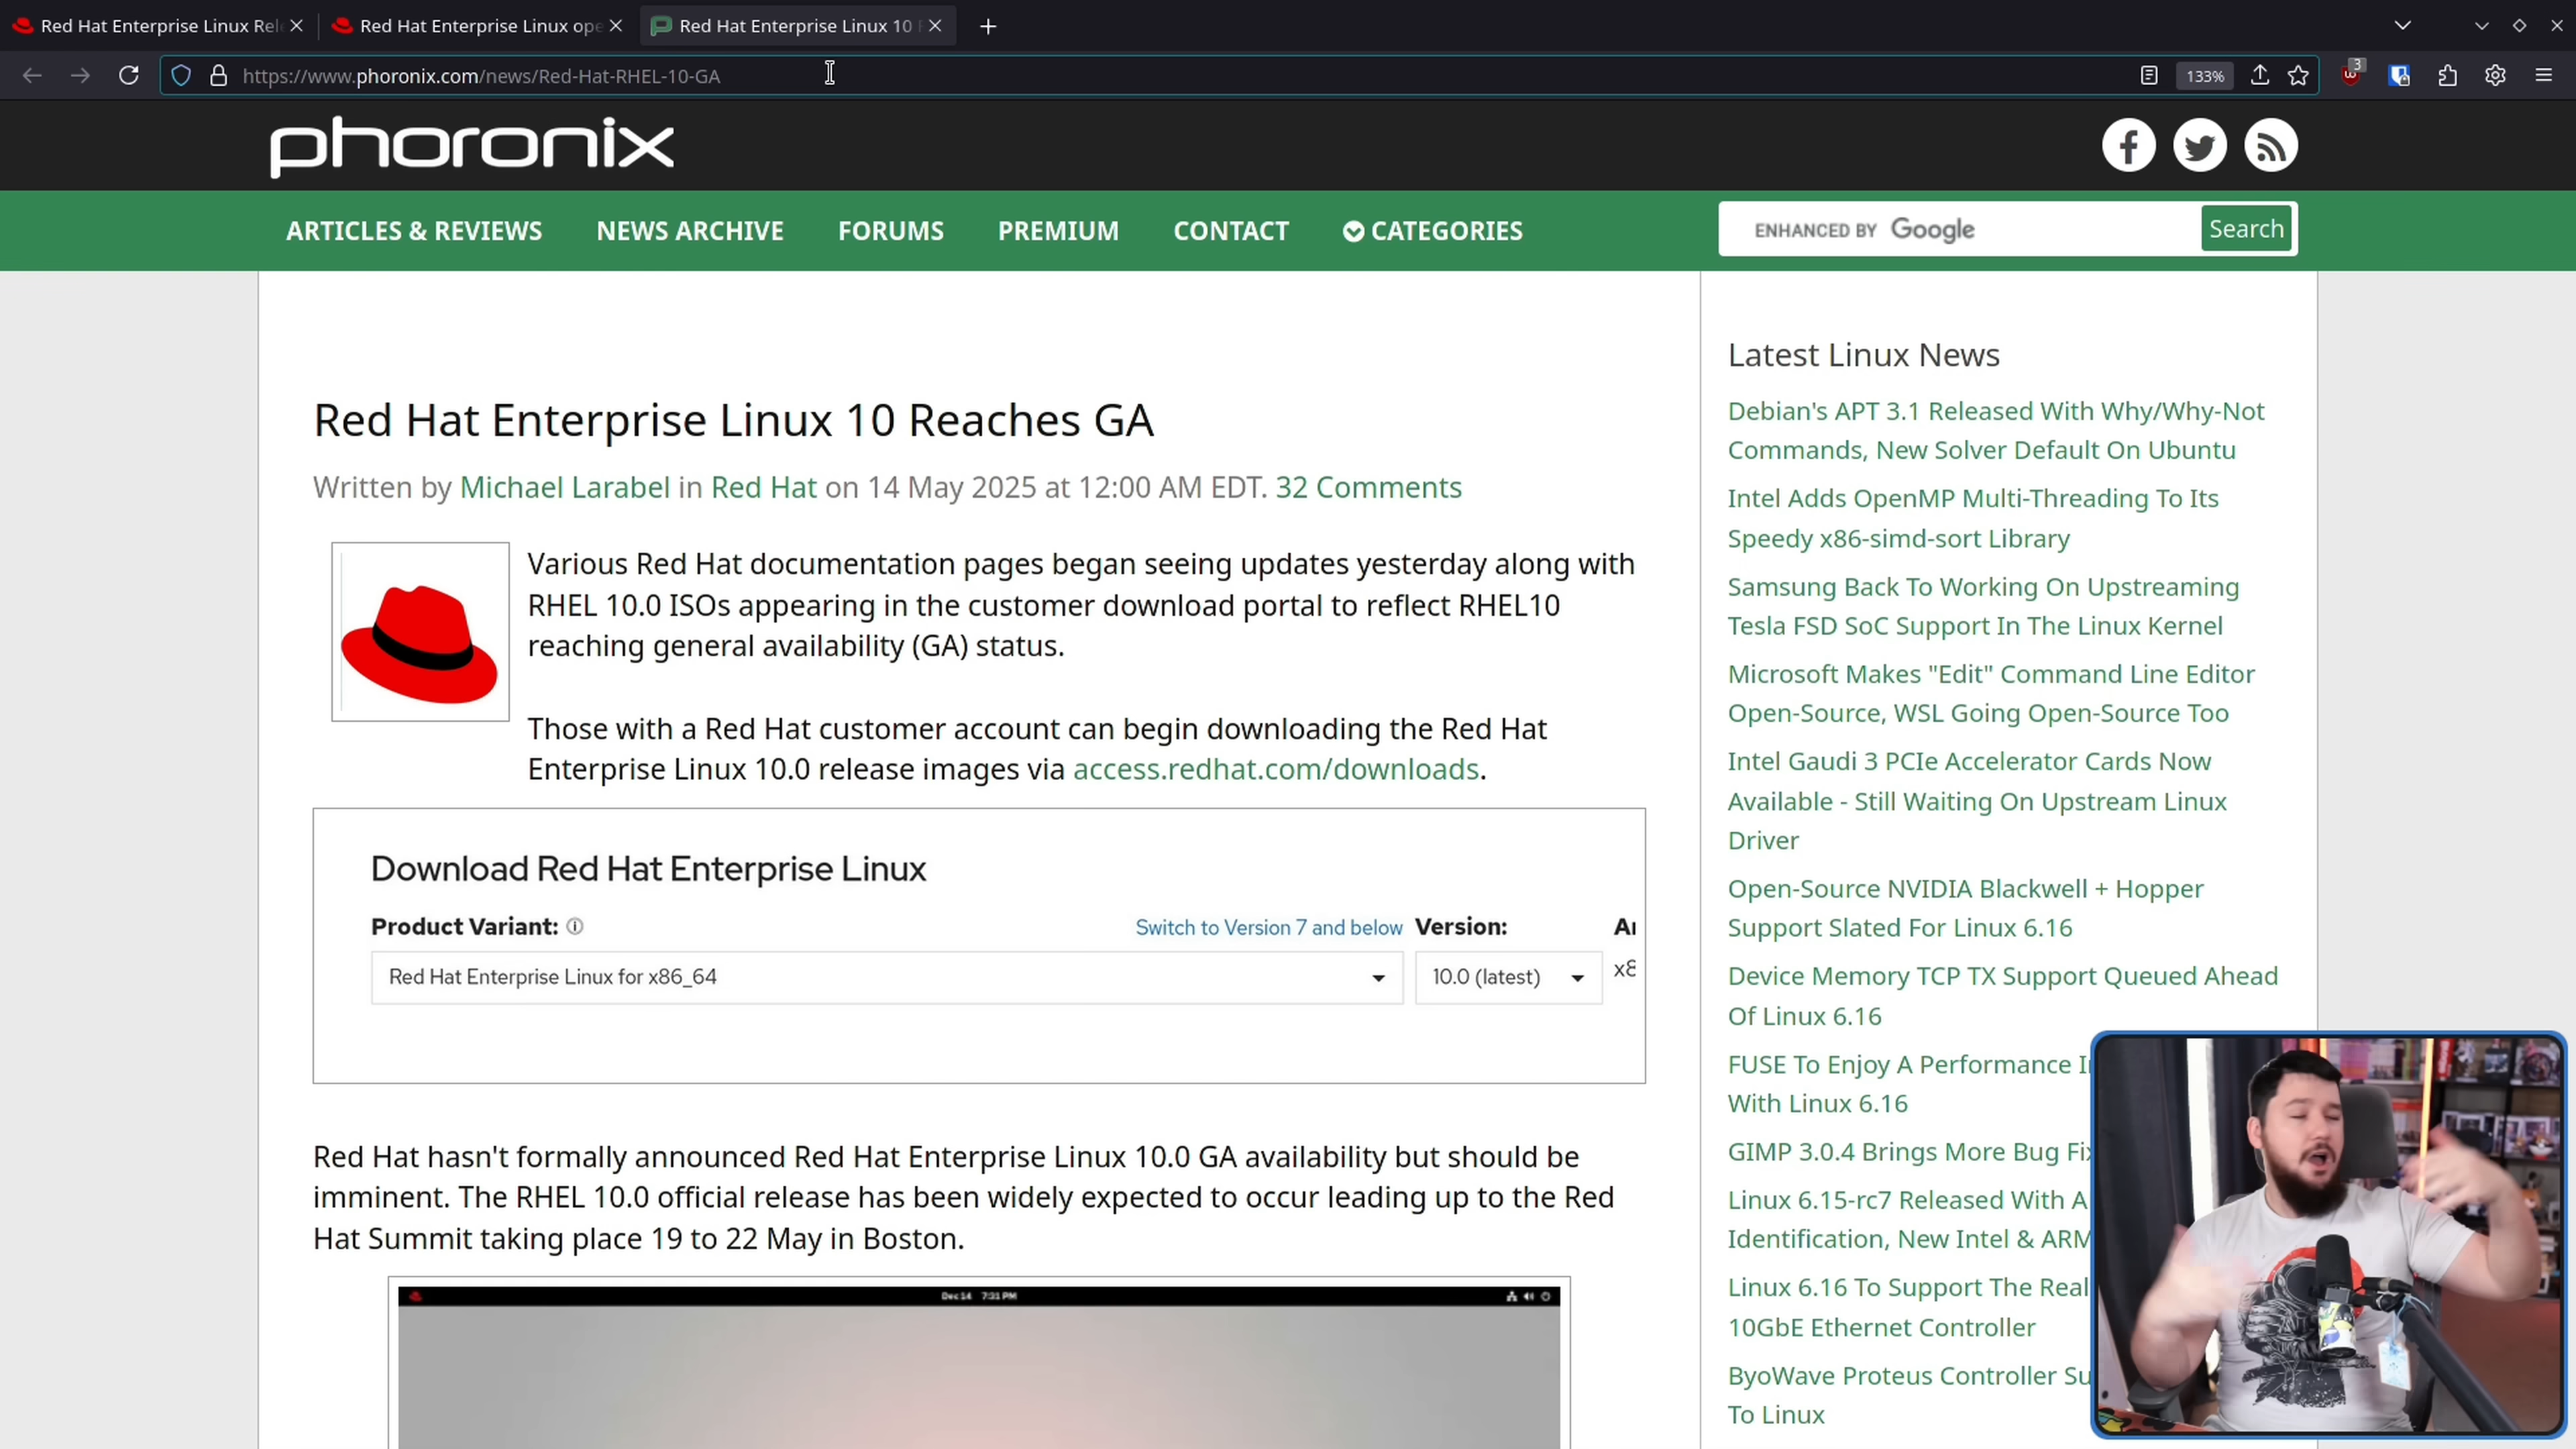 Red Hat Enterprise Linux Rel
Red Hat Enterprise Linux ope
Red Hat Enterprise Linux 10
https://www.phoronix.com/news/Red-Hat-RHEL-10-GA
133%
3
phoronix
ARTICLES & REVIEWS
NEWS ARCHIVE
FORUMS
PREMIUM
CONTACT
CATEGORIES
ENHANCED BY Google
Search
Red Hat Enterprise Linux 10 Reaches GA
Written by Michael Larabel in Red Hat on 14 May 2025 at 12:00 AM EDT. 32 Comments
Various Red Hat documentation pages began seeing updates yesterday along with
RHEL 10.0 ISOs appearing in the customer download portal to reflect RHEL10
reaching general availability (GA) status.
Those with a Red Hat customer account can begin downloading the Red Hat
Enterprise Linux 10.0 release images via access.redhat.com/downloads.
Download Red Hat Enterprise Linux
Product Variant:
Switch to Version 7 and below
Version:
Red Hat Enterprise Linux for x86_64
10.0 (latest)
x8
Red Hat hasn't formally announced Red Hat Enterprise Linux 10.0 GA availability but should be
imminent. The RHEL 10.0 official release has been widely expected to occur leading up to the Red
Hat Summit taking place 19 to 22 May in Boston.
Dec 14 7:31 PM
Latest Linux News
Debian's APT 3.1 Released With Why/Why-Not
Commands, New Solver Default On Ubuntu
Intel Adds OpenMP Multi-Threading To Its
Speedy x86-simd-sort Library
Samsung Back To Working On Upstreaming
Tesla FSD SoC Support In The Linux Kernel
Microsoft Makes "Edit" Command Line Editor
Open-Source, WSL Going Open-Source Too
Intel Gaudi 3 PCIe Accelerator Cards Now
Available - Still Waiting On Upstream Linux
Driver
Open-Source NVIDIA Blackwell + Hopper
Support Slated For Linux 6.16
Device Memory TCP TX Support Queued Ahead
Of Linux 6.16
FUSE To Enjoy A Performance
With Linux 6.16
GIMP 3.0.4 Brings More Bug Fi
Linux 6.15-rc7 Released With A
Identification, New Intel & ARM
Linux 6.16 To Support The Real
10GbE Ethernet Controller
ByoWave Proteus Controller Su
To Linux